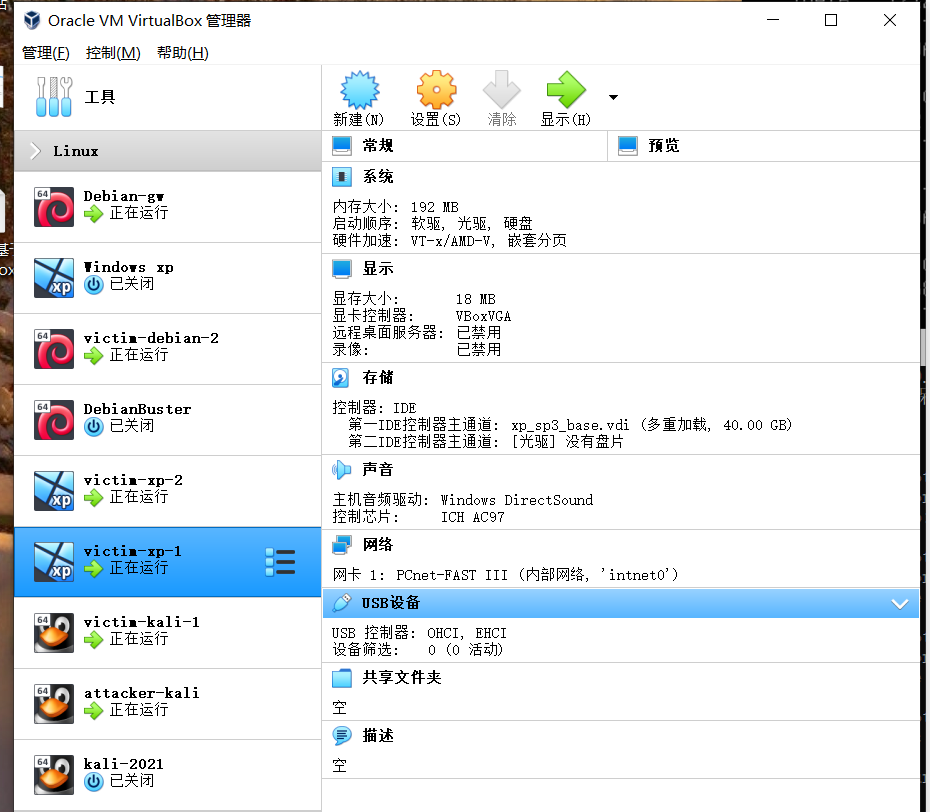 Oracle VM VirtualBox 管理器
管理(F) 控制(M) 帮助(H)
工具
新建(N) 设置(S) 清除 显示(H)
Linux
Debian-gw
正在运行
Windows xp
已关闭
victim-debian-2
正在运行
DebianBuster
已关闭
victim-xp-2
正在运行
victim-xp-1
正在运行
victim-kali-1
正在运行
attacker-kali
正在运行
kali-2021
已关闭
常规
预览
系统
内存大小: 192 MB
启动顺序: 软驱, 光驱, 硬盘
硬件加速: VT-x/AMD-V, 嵌套分页
显示
显存大小: 18 MB
显卡控制器: VBoxVGA
远程桌面服务器: 已禁用
录像: 已禁用
存储
控制器: IDE
第一IDE控制器主通道: xp_sp3_base.vdi (多重加载, 40.00 GB)
第二IDE控制器主通道: [光驱] 没有盘片
声音
主机音频驱动: Windows DirectSound
控制芯片: ICH AC97
网络
网卡 1: PCnet-FAST III (内部网络, 'intnet0')
USB设备
USB 控制器: OHCI, EHCI
设备筛选: 0 (0 活动)
共享文件夹
空
描述
空